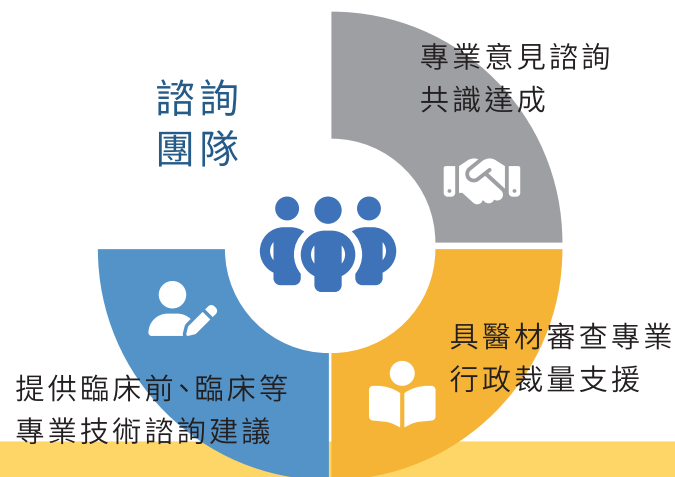 諮詢
團隊
專業意見諮詢
共識達成
具醫材審查專業
行政裁量支援
提供臨床前、臨床等
專業技術諮詢建議